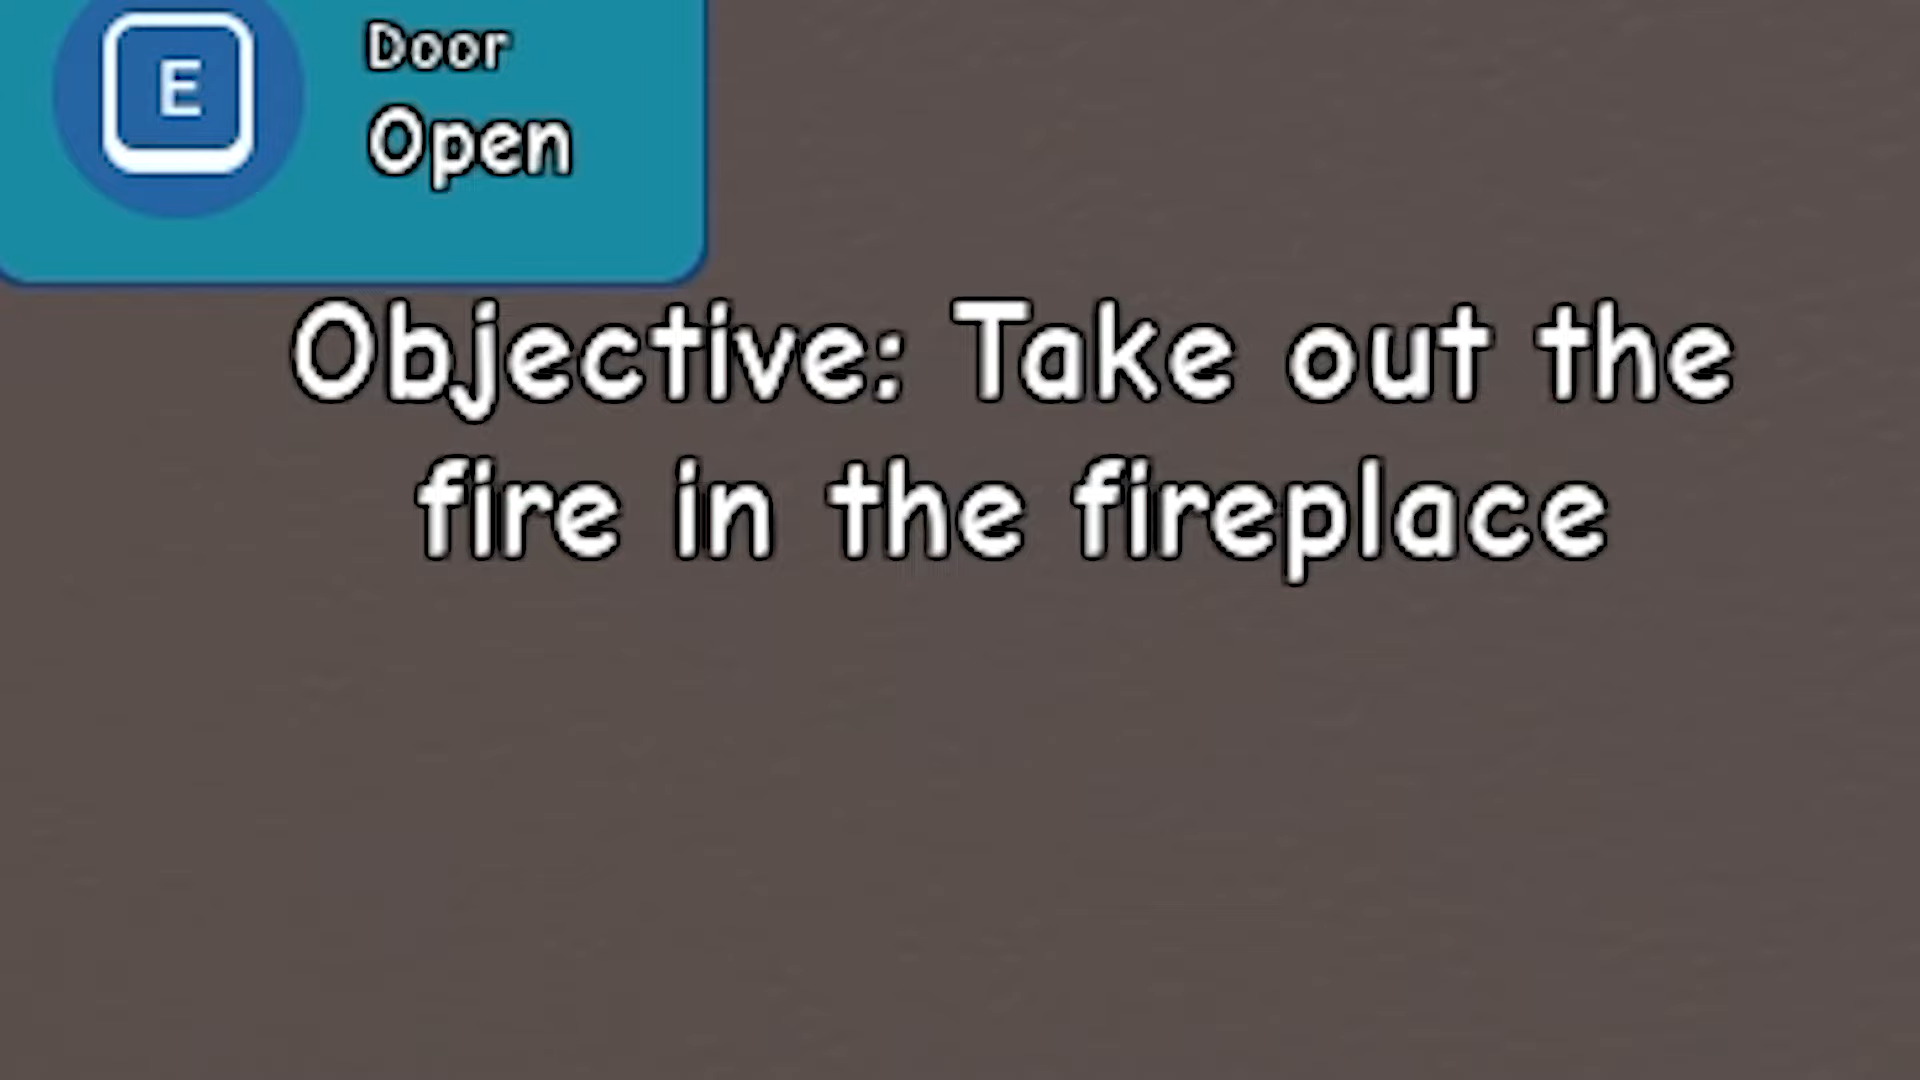 E
Door
Open
Objective: Take out the
fire in the fireplace